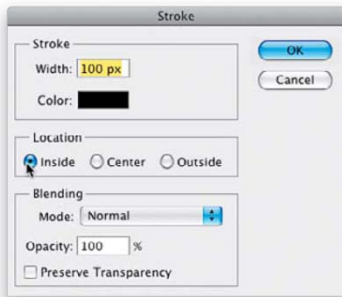 Stroke
Stroke
OK
Width: 100 px
Cancel
Color:
Location
Inside Center Outside
Blending
Mode: Normal
Opacity: 100 %
Preserve Transparency